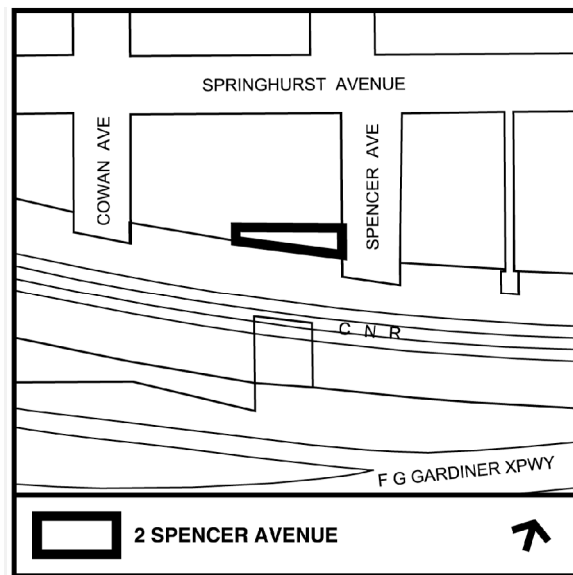 SPRINGHURST AVENUE
COWAN AVE
SPENCER AVE
C N R
F G GARDINER XPWY
2 SPENCER AVENUE